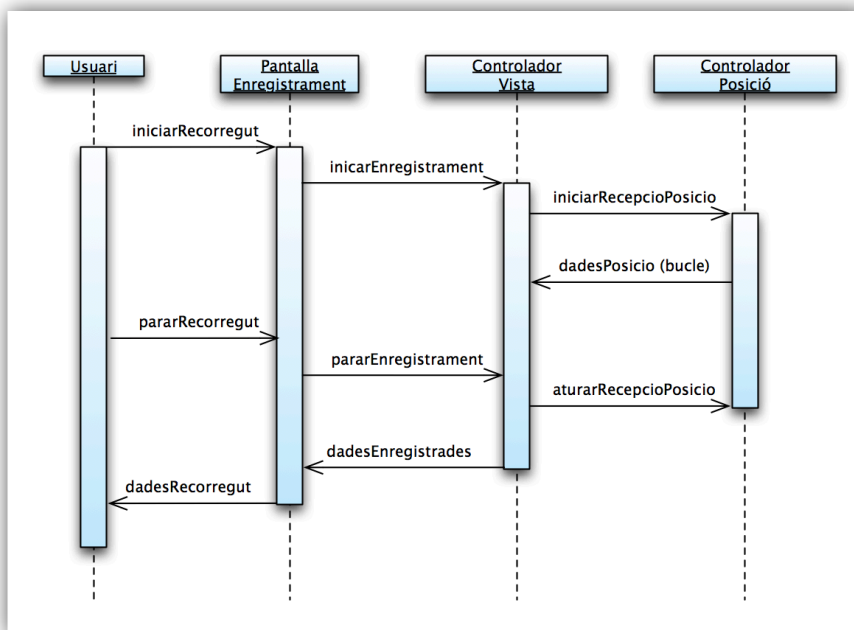 Usuari
Pantalla
Enregistrament
Controlador
Vista
Controlador
Posició
iniciarRecorregut
inicarEnregistrament
iniciarRecepcioPosicio
dadesPosicio (bucle)
pararRecorregut
pararEnregistrament
aturarRecepcioPosicio
dadesEnregistrades
dadesRecorregut